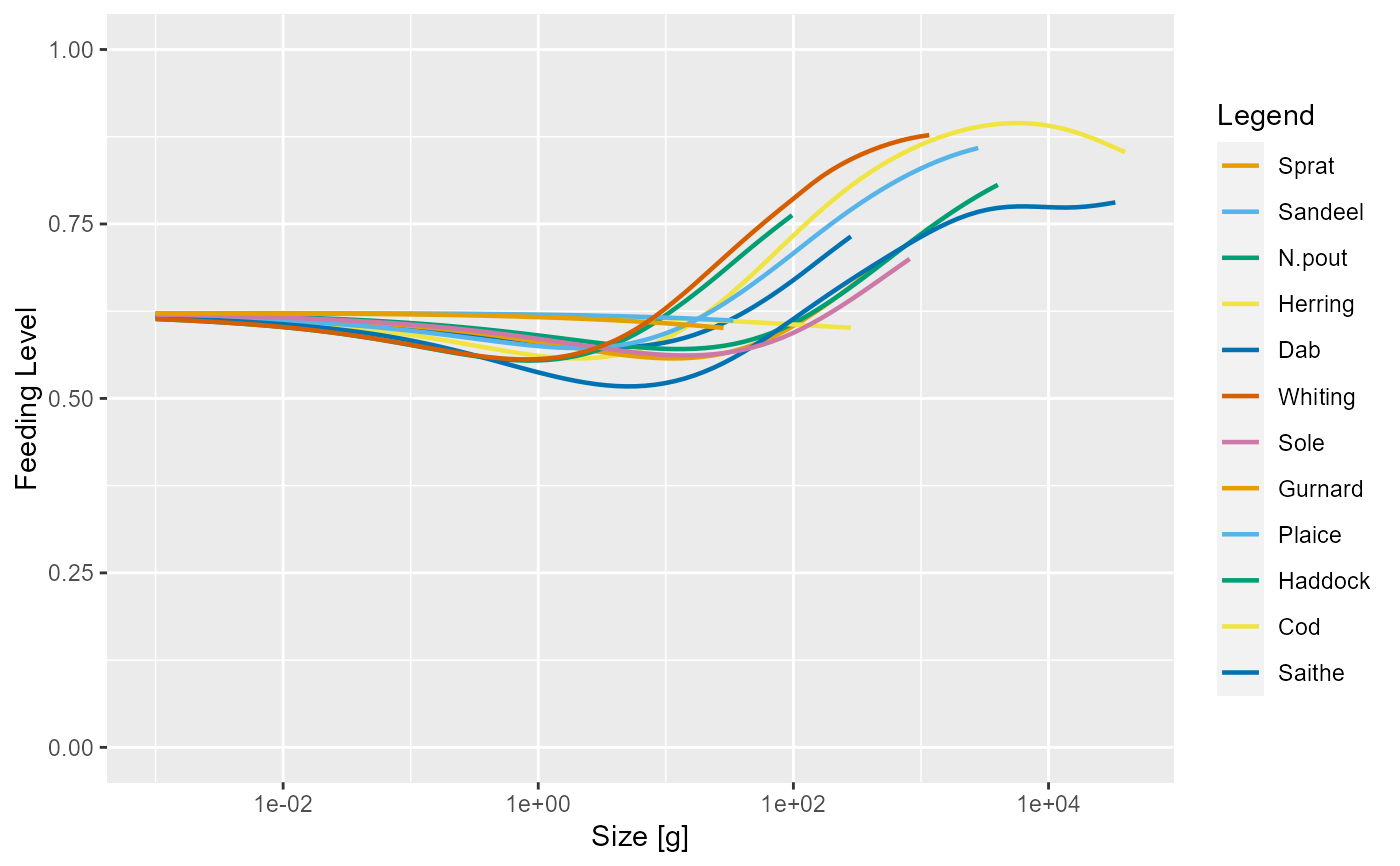 1.00
0.75
0.50
0.25
0.00
Feeding Level
1e-02
1e+00
1e+02
1e+04
Size [g]
Legend
Sprat
Sandeel
N.pout
Herring
Dab
Whiting
Sole
Gurnard
Plaice
Haddock
Cod
Saithe